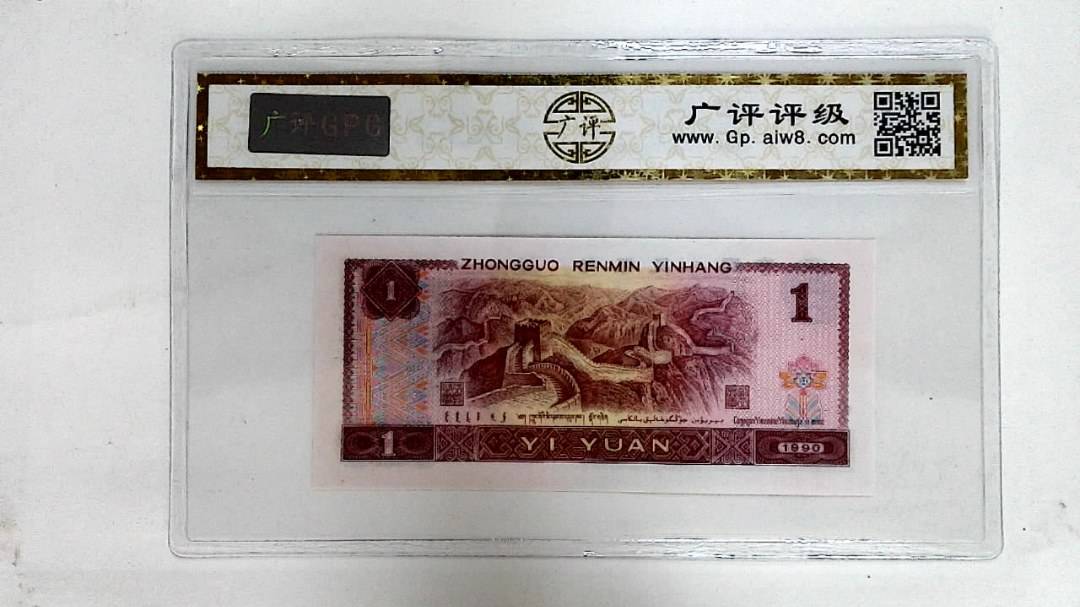 广评GPC
广评
广评评级
www.Gp.aiw8.com
ZHONGGUO RENMIN YINHANG
1
1
1
YI YUAN
1990